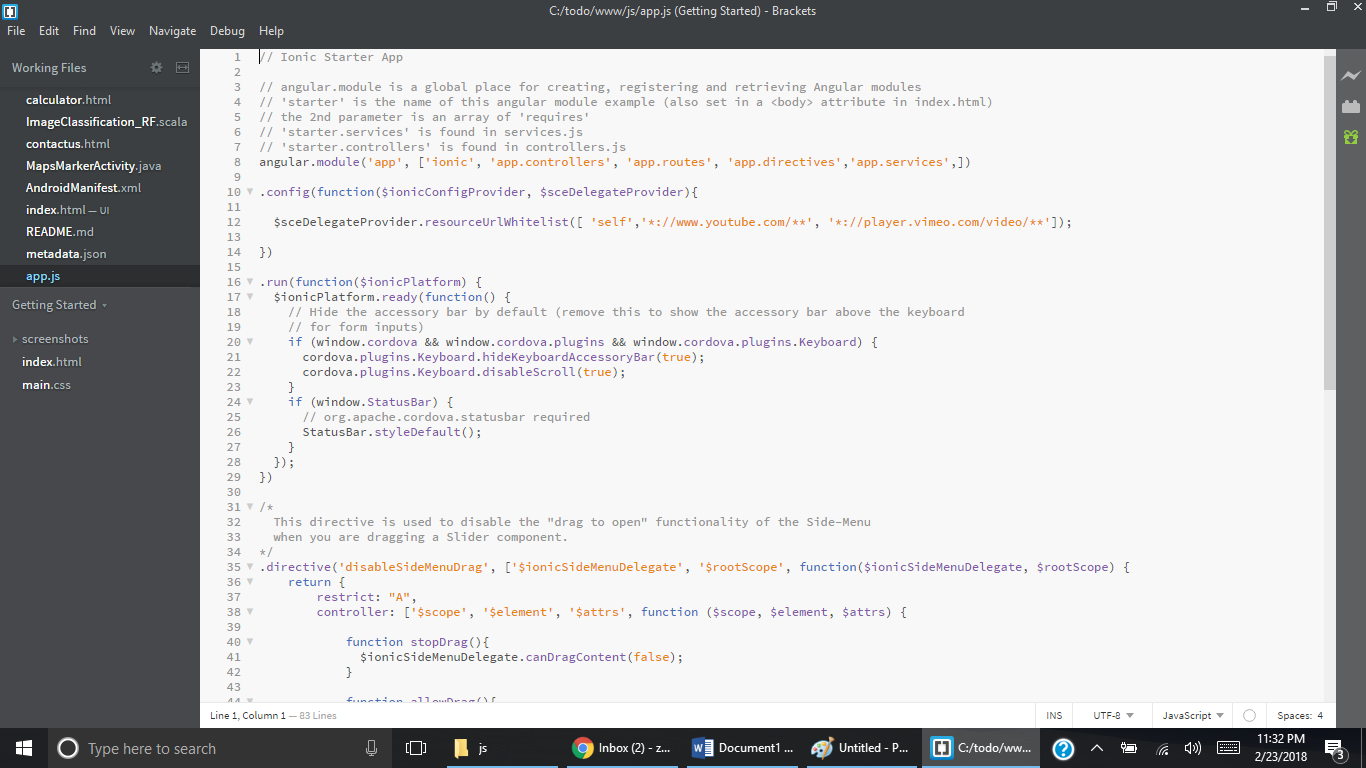 C:/todo/www/js/app.js (Getting Started) - Brackets
File Edit Find View Navigate Debug Help
Working Files
calculator.html
ImageClassification_RF.scala
contactus.html
MapsMarkerActivity.java
AndroidManifest.xml
index.html — UI
README.md
metadata.json
app.js
Getting Started
screenshots
index.html
main.css
1 // Ionic Starter App
2
3 // angular.module is a global place for creating, registering and retrieving Angular modules
4 // 'starter' is the name of this angular module example (also set in a <body> attribute in index.html)
5 // the 2nd parameter is an array of 'requires'
6 // 'starter.services' is found in services.js
7 // 'starter.controllers' is found in controllers.js
8 angular.module('app', ['ionic', 'app.controllers', 'app.routes', 'app.directives','app.services',])
9
10 .config(function($ionicConfigProvider, $sceDelegateProvider){
11
12 $sceDelegateProvider.resourceUrlWhitelist([ 'self','*://www.youtube.com/**', '*://player.vimeo.com/video/**']);
13
14 })
15
16 .run(function($ionicPlatform) {
17 $ionicPlatform.ready(function() {
18 // Hide the accessory bar by default (remove this to show the accessory bar above the keyboard
19 // for form inputs)
20 if (window.cordova && window.cordova.plugins && window.cordova.plugins.Keyboard) {
21 cordova.plugins.Keyboard.hideKeyboardAccessoryBar(true);
22 cordova.plugins.Keyboard.disableScroll(true);
23 }
24 if (window.StatusBar) {
25 // org.apache.cordova.statusbar required
26 StatusBar.styleDefault();
27 }
28 });
29 })
30
31 /*
32 This directive is used to disable the "drag to open" functionality of the Side-Menu
33 when you are dragging a Slider component.
34 */
35 .directive('disableSideMenuDrag', ['$ionicSideMenuDelegate', '$rootScope', function($ionicSideMenuDelegate, $rootScope) {
36 return {
37 restrict: "A",
38 controller: ['$scope', '$element', '$attrs', function ($scope, $element, $attrs) {
39
40 function stopDrag(){
41 $ionicSideMenuDelegate.canDragContent(false);
42 }
43
44 function allowDrag(){
Line 1, Column 1 — 83 Lines
INS UTF-8 JavaScript Spaces: 4
Type here to search
js
Inbox (2) - z...
Document1 ...
Untitled - P...
C:/todo/ww...
11:32 PM
2/23/2018
3